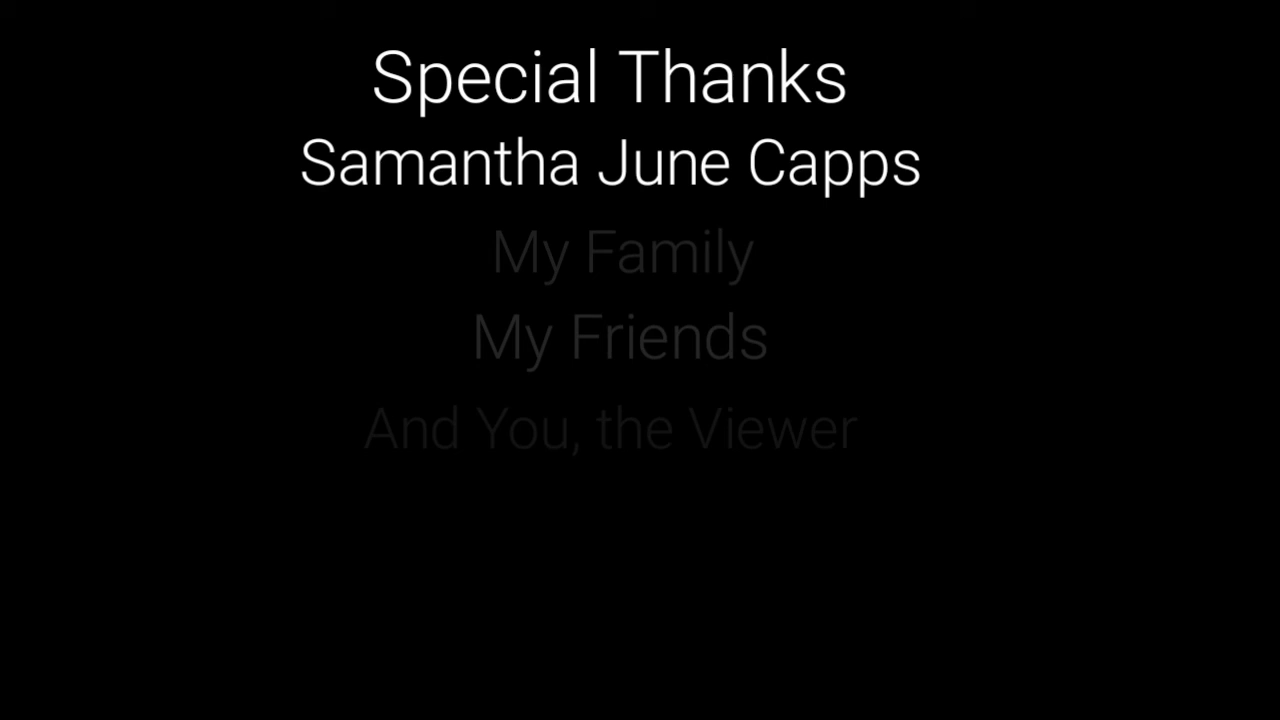 Special Thanks
Samantha June Capps
My Family
My Friends
And You, the Viewer